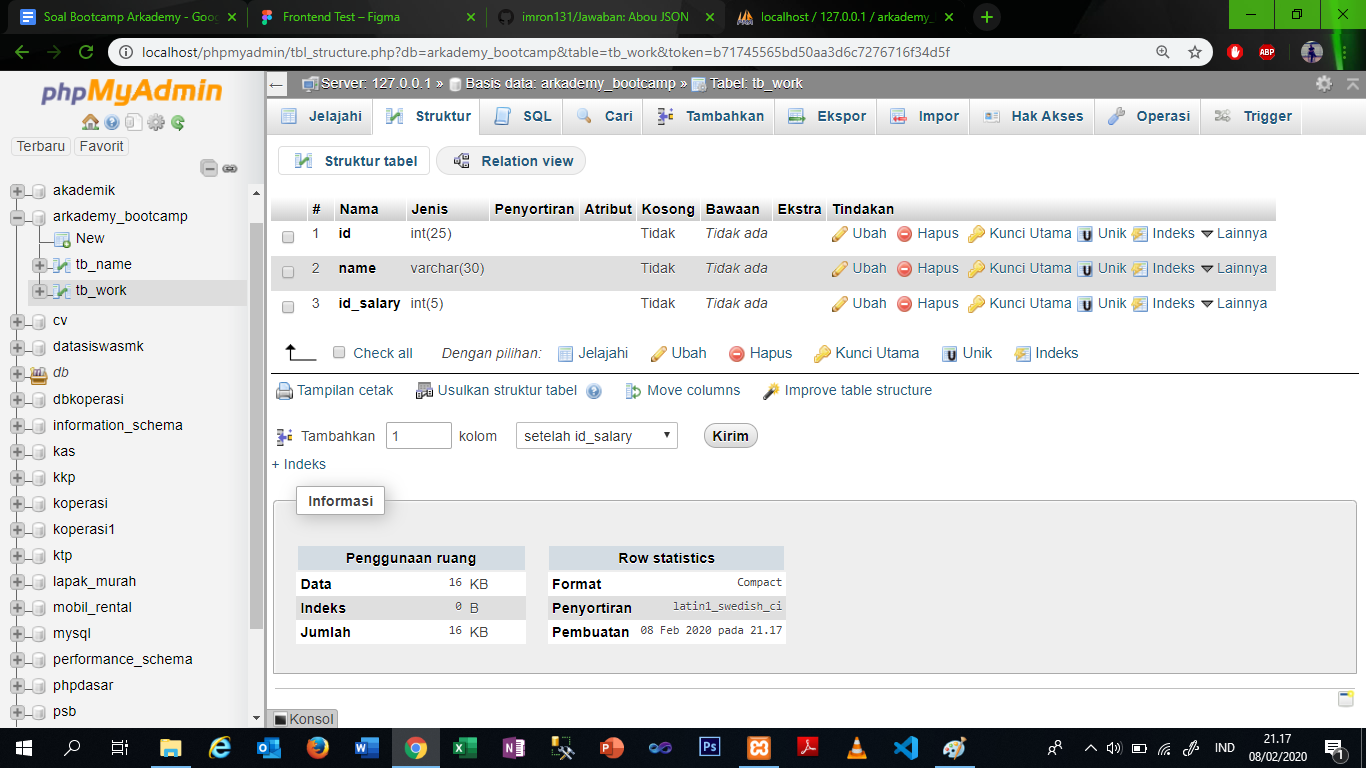 Soal Bootcamp Arkademy - Goo
Frontend Test – Figma
imron131/Jawaban: Abou JSON
localhost / 127.0.0.1 / arkademy_
localhost/phpmyadmin/tbl_structure.php?db=arkademy_bootcamp&table=tb_work&token=b71745565bd50aa3d6c7276716f34d5f
ABP
phpMyAdmin
Terbaru Favorit
akademik
arkademy_bootcamp
New
tb_name
tb_work
cv
datasiswasmk
db
dbkoperasi
information_schema
kas
kkp
koperasi
koperasi1
ktp
lapak_murah
mobil_rental
mysql
performance_schema
phpdasar
psb
Server: 127.0.0.1 » Basis data: arkademy_bootcamp » Tabel: tb_work
Jelajahi Struktur SQL Cari Tambahkan Ekspor Impor Hak Akses Operasi Trigger
Struktur tabel Relation view
# Nama Jenis Penyortiran Atribut Kosong Bawaan Ekstra Tindakan
1 id int(25) Tidak Tidak ada Ubah Hapus Kunci Utama Unik Indeks Lainnya
2 name varchar(30) Tidak Tidak ada Ubah Hapus Kunci Utama Unik Indeks Lainnya
3 id_salary int(5) Tidak Tidak ada Ubah Hapus Kunci Utama Unik Indeks Lainnya
Check all Dengan pilihan: Jelajahi Ubah Hapus Kunci Utama Unik Indeks
Tampilan cetak Usulkan struktur tabel Move columns Improve table structure
Tambahkan 1 kolom setelah id_salary Kirim
+ Indeks
Informasi
Penggunaan ruang
Data 16 KB
Indeks 0 B
Jumlah 16 KB
Row statistics
Format Compact
Penyortiran latin1_swedish_ci
Pembuatan 08 Feb 2020 pada 21.17
Konsol
IND
21.17
08/02/2020
1